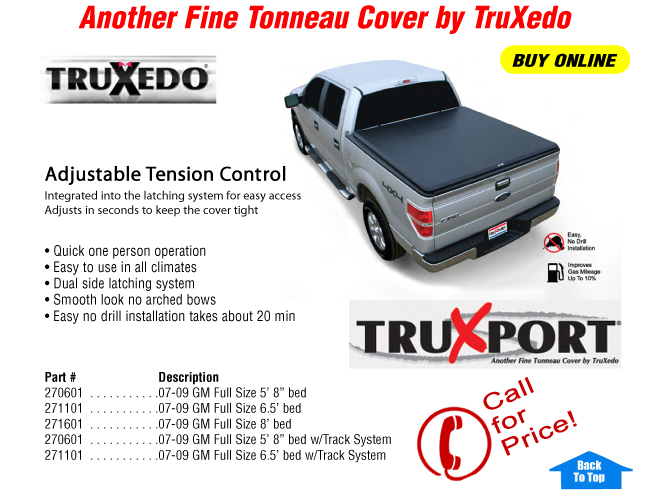 Another Fine Tonneau Cover by TruXedo
BUY ONLINE
TRUXEDO®
Adjustable Tension Control
Integrated into the latching system for easy access
Adjusts in seconds to keep the cover tight
• Quick one person operation
• Easy to use in all climates
• Dual side latching system
• Smooth look no arched bows
• Easy no drill installation takes about 20 min
4X4
Easy,
No Drill
Installation
Improves
Gas Mileage
Up To 10%
TRUXPORT®
Another Fine Tonneau Cover by TruXedo
Part # Description
270601 . . . . . . . . . . .07-09 GM Full Size 5’ 8” bed
271101 . . . . . . . . . . .07-09 GM Full Size 6.5’ bed
271601 . . . . . . . . . . .07-09 GM Full Size 8’ bed
270601 . . . . . . . . . . .07-09 GM Full Size 5’ 8” bed w/Track System
271101 . . . . . . . . . . .07-09 GM Full Size 6.5’ bed w/Track System
Call
for
Price!
Back
To Top